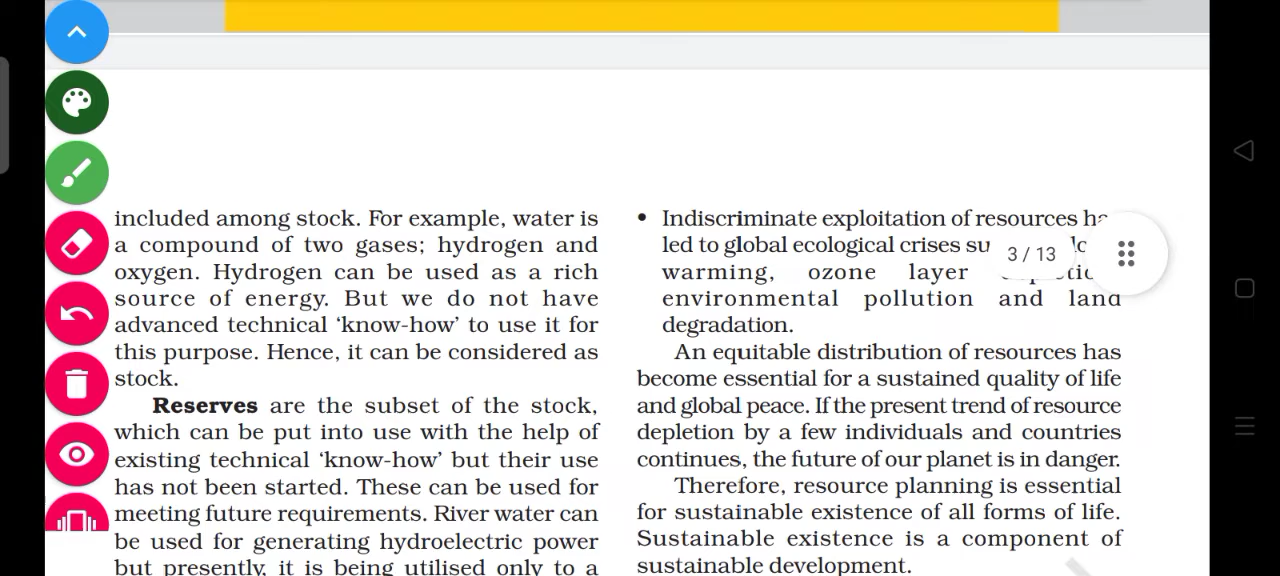 included among stock. For example, water is
a compound of two gases; hydrogen and
oxygen. Hydrogen can be used as a rich
source of energy. But we do not have
advanced technical ‘know-how’ to use it for
this purpose. Hence, it can be considered as
stock.
Reserves are the subset of the stock,
which can be put into use with the help of
existing technical ‘know-how’ but their use
has not been started. These can be used for
meeting future requirements. River water can
be used for generating hydroelectric power
but presently, it is being utilised only to a
• Indiscriminate exploitation of resources
led to global ecological crises
warming, ozone layer
environmental pollution and land
degradation.
An equitable distribution of resources has
become essential for a sustained quality of life
and global peace. If the present trend of resource
depletion by a few individuals and countries
continues, the future of our planet is in danger.
Therefore, resource planning is essential
for sustainable existence of all forms of life.
Sustainable existence is a component of
sustainable development.
3 / 13